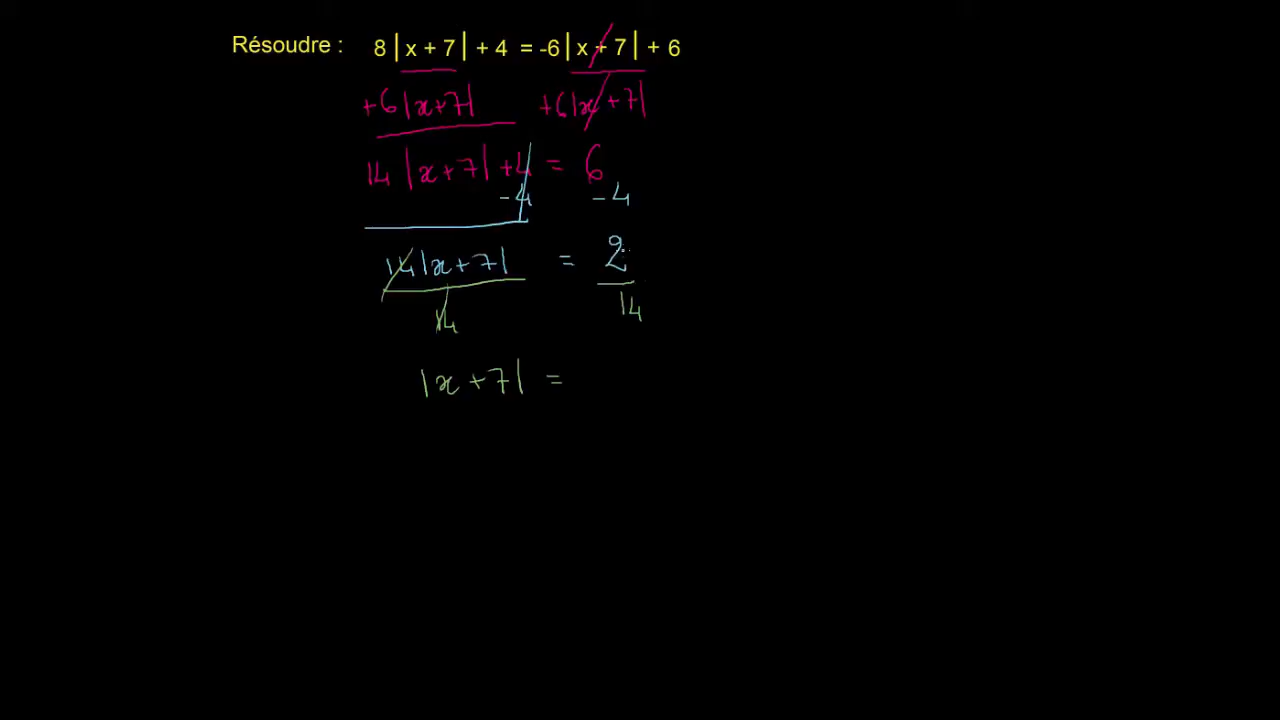 Résoudre : 8|x + 7| + 4 = -6|x + 7| + 6
+6|x+7| +6|x+7|
14|x+7| +4 = 6
-4 -4
14|x+7| = 2
14 14
|x+7| =